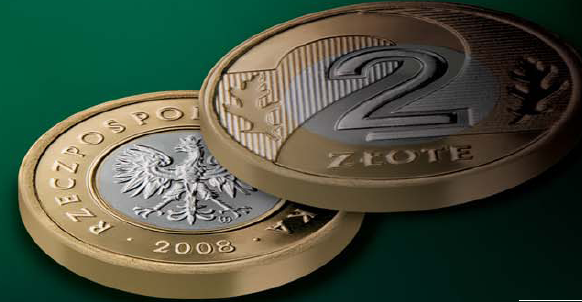 RZECZPOSPO
KA
· 2008 ·
2
ZŁOTE